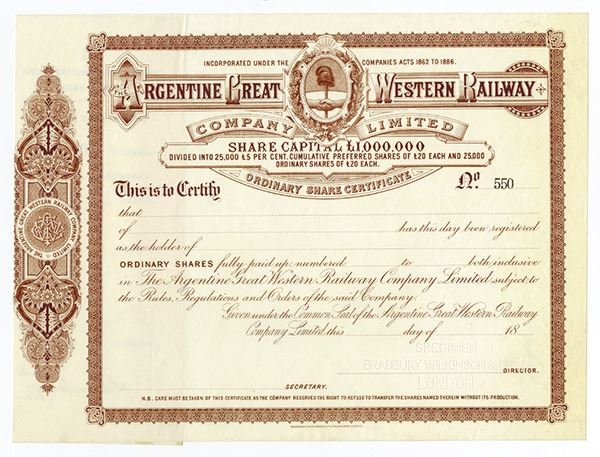 INCORPORATED UNDER THE COMPANIES ACTS 1862 TO 1886.
THE ARGENTINE GREAT WESTERN RAILWAY
COMPANY LIMITED
SHARE CAPITAL £1,000,000
DIVIDED INTO 25,000 £5 PER CENT. CUMULATIVE PREFERRED SHARES OF £20 EACH AND 25,000
ORDINARY SHARES OF £20 EACH.
ORDINARY SHARE CERTIFICATE
This is to Certify
No 550
that
of has this day been registered
as the holder of
ORDINARY SHARES fully paid up numbered to both inclusive
in The Argentine Great Western Railway Company Limited subject to
the Rules, Regulations and Orders of the said Company.
Given under the Common Seal of the Argentine Great Western Railway
Company Limited this day of 18
SPECIMEN
BRADBURY WILKINSON &
LONDON
DIRECTOR.
SECRETARY.
N.B. CARE MUST BE TAKEN OF THIS CERTIFICATE AS THE COMPANY RESERVES THE RIGHT TO REFUSE TO TRANSFER THE SHARES NAMED THEREIN WITHOUT ITS PRODUCTION.
THE ARGENTINE GREAT WESTERN RAILWAY COMPANY LIMITED